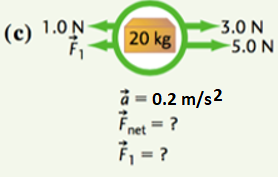 (c) 1.0 N 20 kg 3.0 N
F⃗₁ 5.0 N
a⃗ = 0.2 m/s2
F⃗net = ?
F⃗₁ = ?